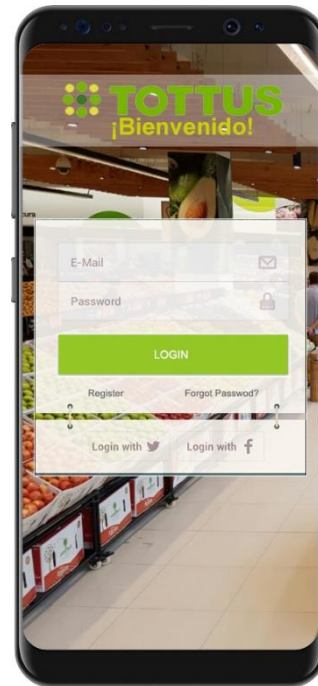 TOTTUS
¡Bienvenido!
E-Mail
Password
LOGIN
Register Forgot Passwod?
Login with Login with